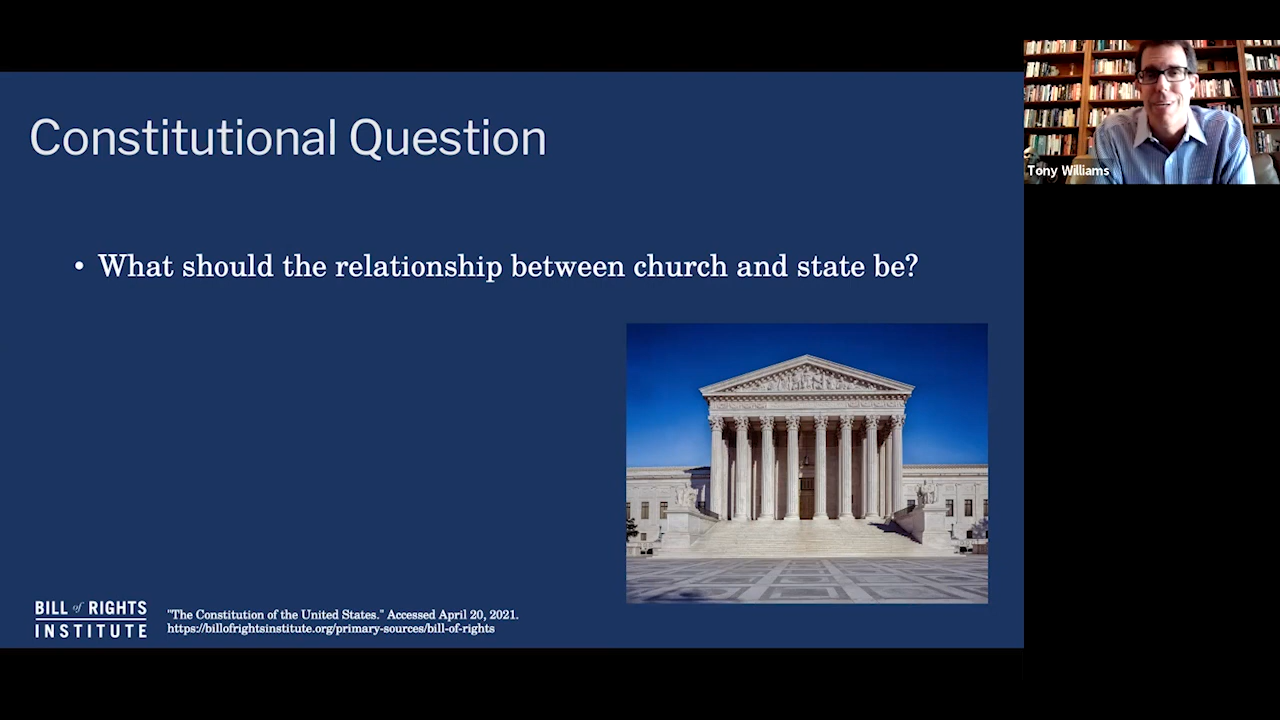 Constitutional Question
• What should the relationship between church and state be?
BILL of RIGHTS
INSTITUTE
"The Constitution of the United States." Accessed April 20, 2021.
https://billofrightsinstitute.org/primary-sources/bill-of-rights
Tony Williams